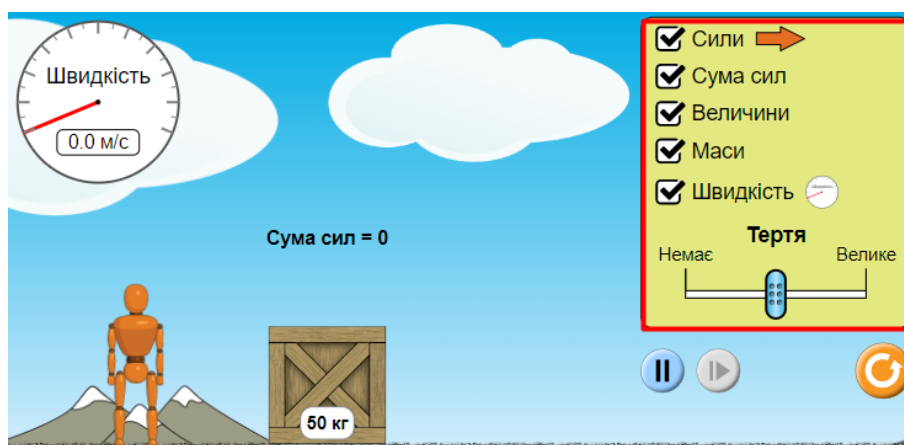 Швидкість
0.0 м/с
Сума сил = 0
50 кг
Сили
Сума сил
Величини
Маси
Швидкість
Тертя
Немає
Велике